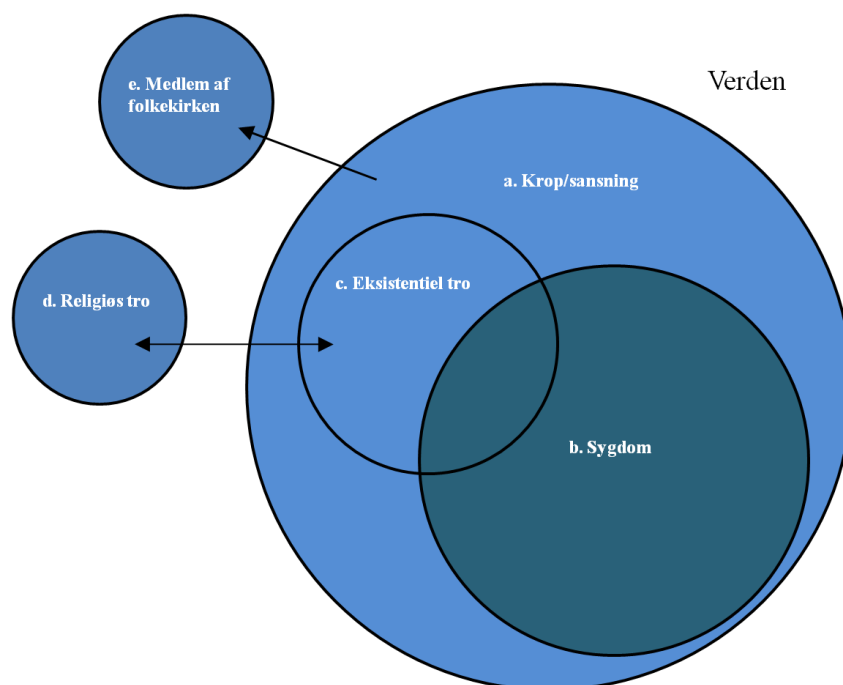 e. Medlem af
folkekirken
Verden
a. Krop/sansning
c. Eksistentiel tro
d. Religiøs tro
b. Sygdom